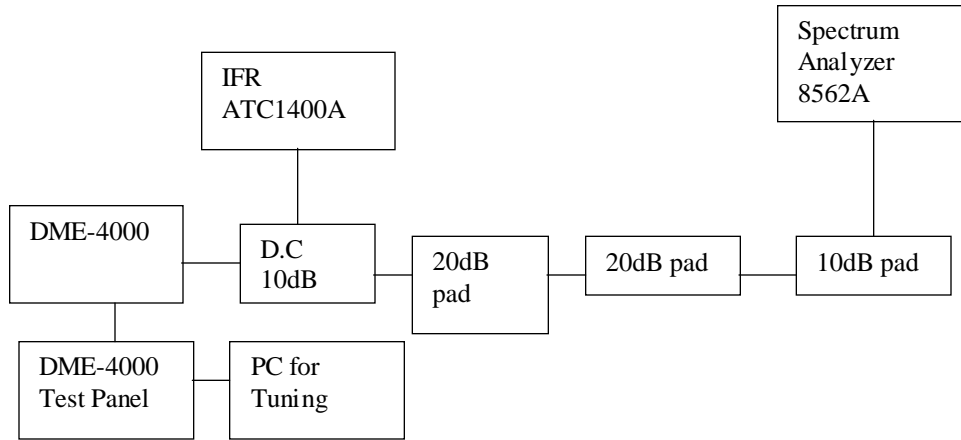 Spectrum
Analyzer
8562A
IFR
ATC1400A
DME-4000
D.C
10dB
20dB
pad
20dB pad
10dB pad
DME-4000
Test Panel
PC for
Tuning